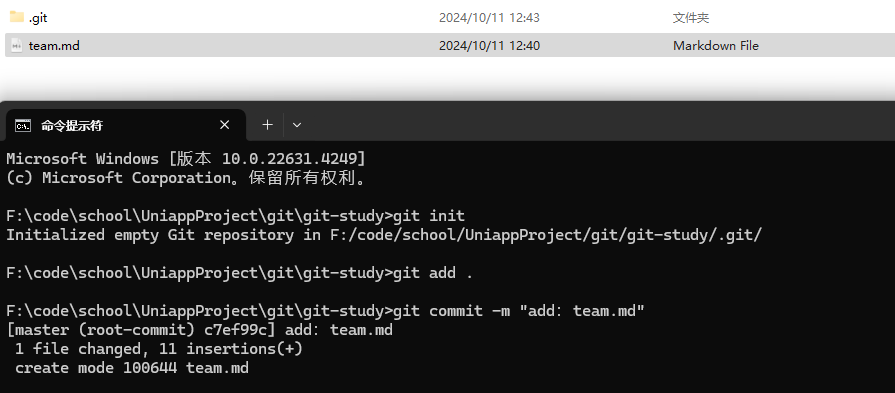 .git 2024/10/11 12:43 文件夹
team.md 2024/10/11 12:40 Markdown File
命令提示符
Microsoft Windows [版本 10.0.22631.4249]
(c) Microsoft Corporation。保留所有权利。
F:\code\school\UniappProject\git\git-study>git init
Initialized empty Git repository in F:/code/school/UniappProject/git/git-study/.git/
F:\code\school\UniappProject\git\git-study>git add .
F:\code\school\UniappProject\git\git-study>git commit -m "add: team.md"
[master (root-commit) c7ef99c] add: team.md
1 file changed, 11 insertions(+)
create mode 100644 team.md